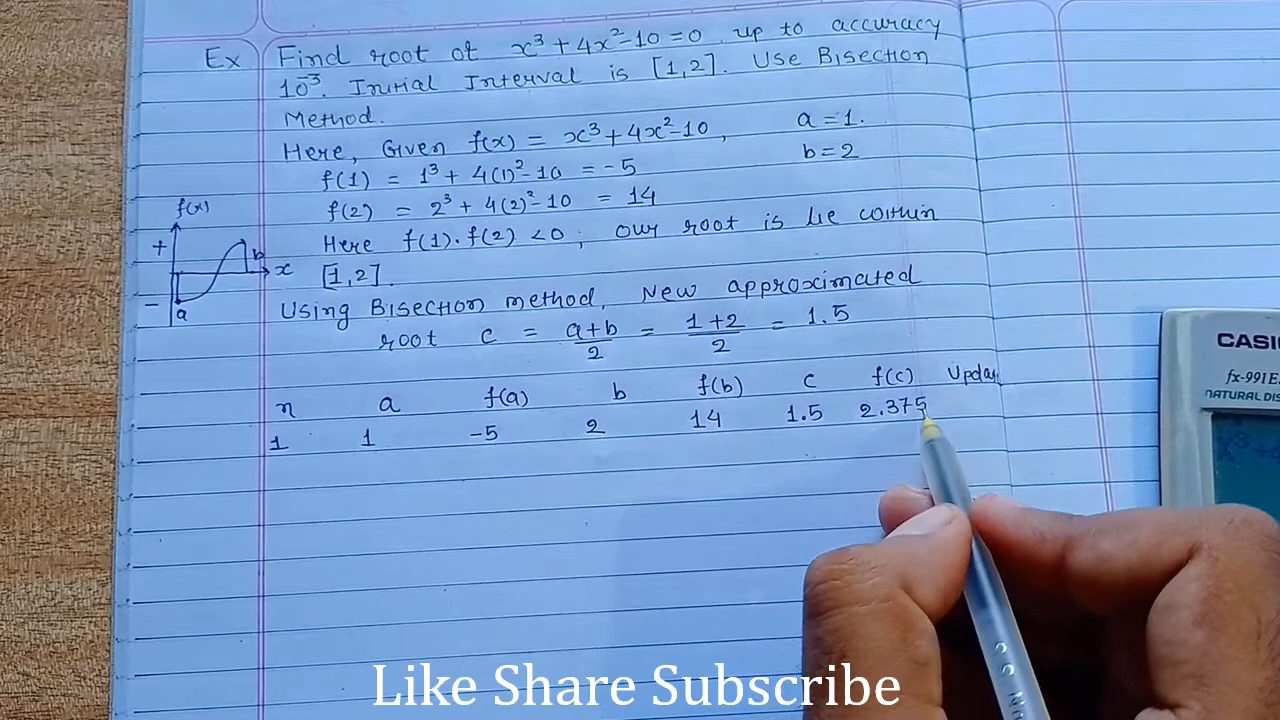 Ex Find root of x³ + 4x² - 10 = 0 up to accuracy
10⁻³. Initial Interval is [1,2]. Use Bisection
Method.
Here, Given f(x) = x³ + 4x² - 10, a = 1.
b = 2
f(1) = 1³ + 4(1)² - 10 = -5
f(2) = 2³ + 4(2)² - 10 = 14
Here f(1).f(2) < 0; our root is lie within
[1,2].
f(x)
+
b
x
-
a
Using Bisection method, New approximated
root c = a+b/2 = 1+2/2 = 1.5
n a f(a) b f(b) c f(c) Updat
1 1 -5 2 14 1.5 2.375
CASI
fx-991E
NATURAL DIS
Like Share Subscribe